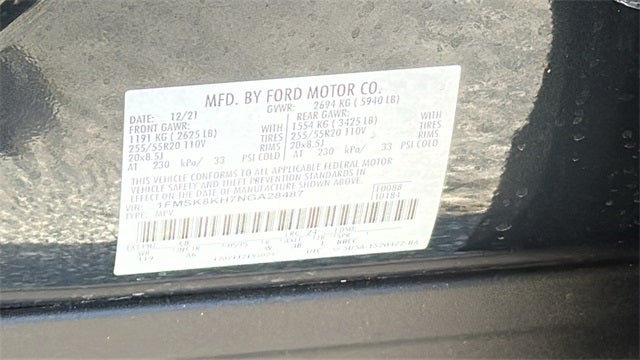 MFD. BY FORD MOTOR CO.
DATE: 12/21 GVWR: 2694 KG ( 5940 LB)
FRONT GAWR: REAR GAWR:
1191 KG ( 2625 LB) WITH 1554 KG ( 3425 LB) WITH
255/55R20 110V TIRES 255/55R20 110V TIRES
20x8.5J RIMS 20x8.5J RIMS
AT 230 kPa/ 33 PSI COLD AT 230 kPa/ 33 PSI COLD
THIS VEHICLE CONFORMS TO ALL APPLICABLE FEDERAL MOTOR
VEHICLE SAFETY AND THEFT PREVENTION STANDARDS IN
EFFECT ON THE DATE OF MANUFACTURE SHOWN ABOVE.
VIN: 1FMSK8KH7NGA28487 F0088
TYPE: MPV T0184